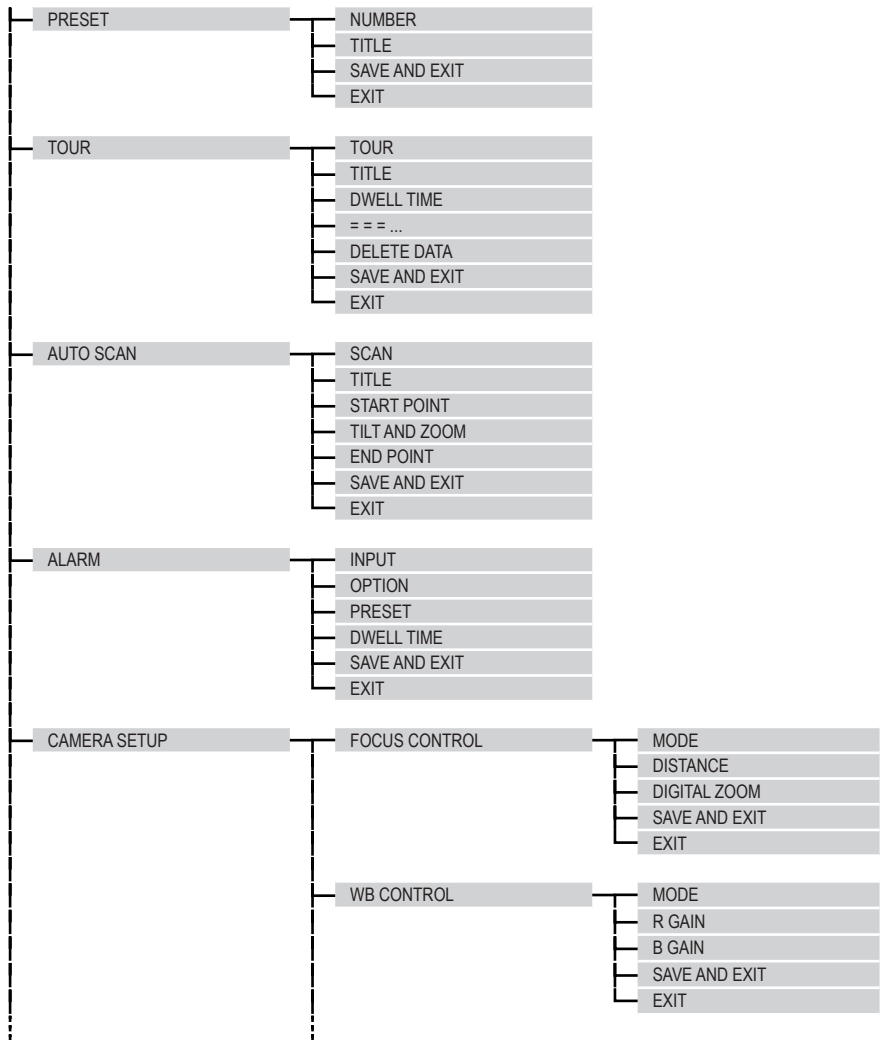 PRESET
NUMBER
TITLE
SAVE AND EXIT
EXIT
TOUR
TOUR
TITLE
DWELL TIME
= = = ...
DELETE DATA
SAVE AND EXIT
EXIT
AUTO SCAN
SCAN
TITLE
START POINT
TILT AND ZOOM
END POINT
SAVE AND EXIT
EXIT
ALARM
INPUT
OPTION
PRESET
DWELL TIME
SAVE AND EXIT
EXIT
CAMERA SETUP
FOCUS CONTROL
MODE
DISTANCE
DIGITAL ZOOM
SAVE AND EXIT
EXIT
WB CONTROL
MODE
R GAIN
B GAIN
SAVE AND EXIT
EXIT